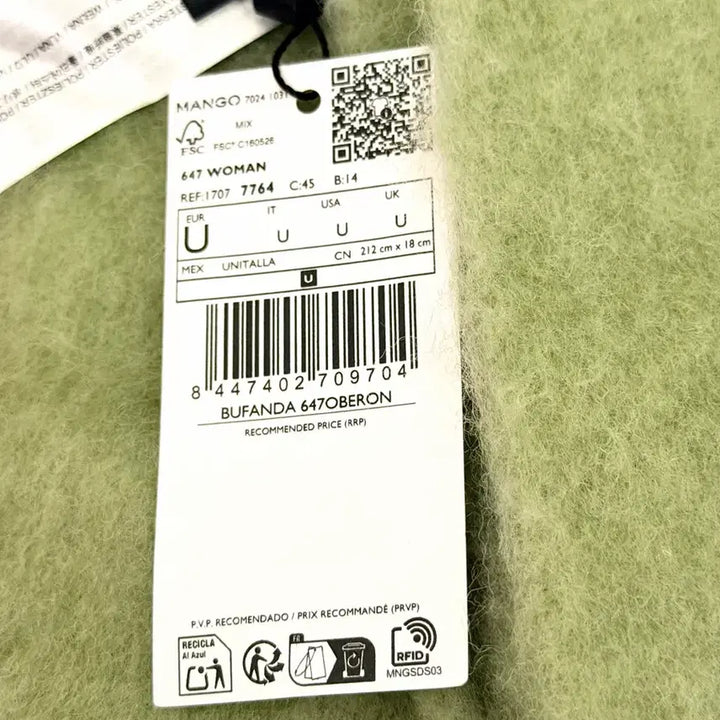 MANGO 7024 1031
MIX
FSC
FSC® C160526
647 WOMAN
REF:1707 7764 C:45 B:14
EUR IT USA UK
U U U U
MEX UNITALLA CN 212 cm x 18 cm
U
8 447402 709704
BUFANDA 647OBERON
RECOMMENDED PRICE (RRP)
P.V.P. RECOMENDADO / PRIX RECOMMANDÉ (PRVP)
RECICLA
Al Azul
FR
RFID
MNGSDS03